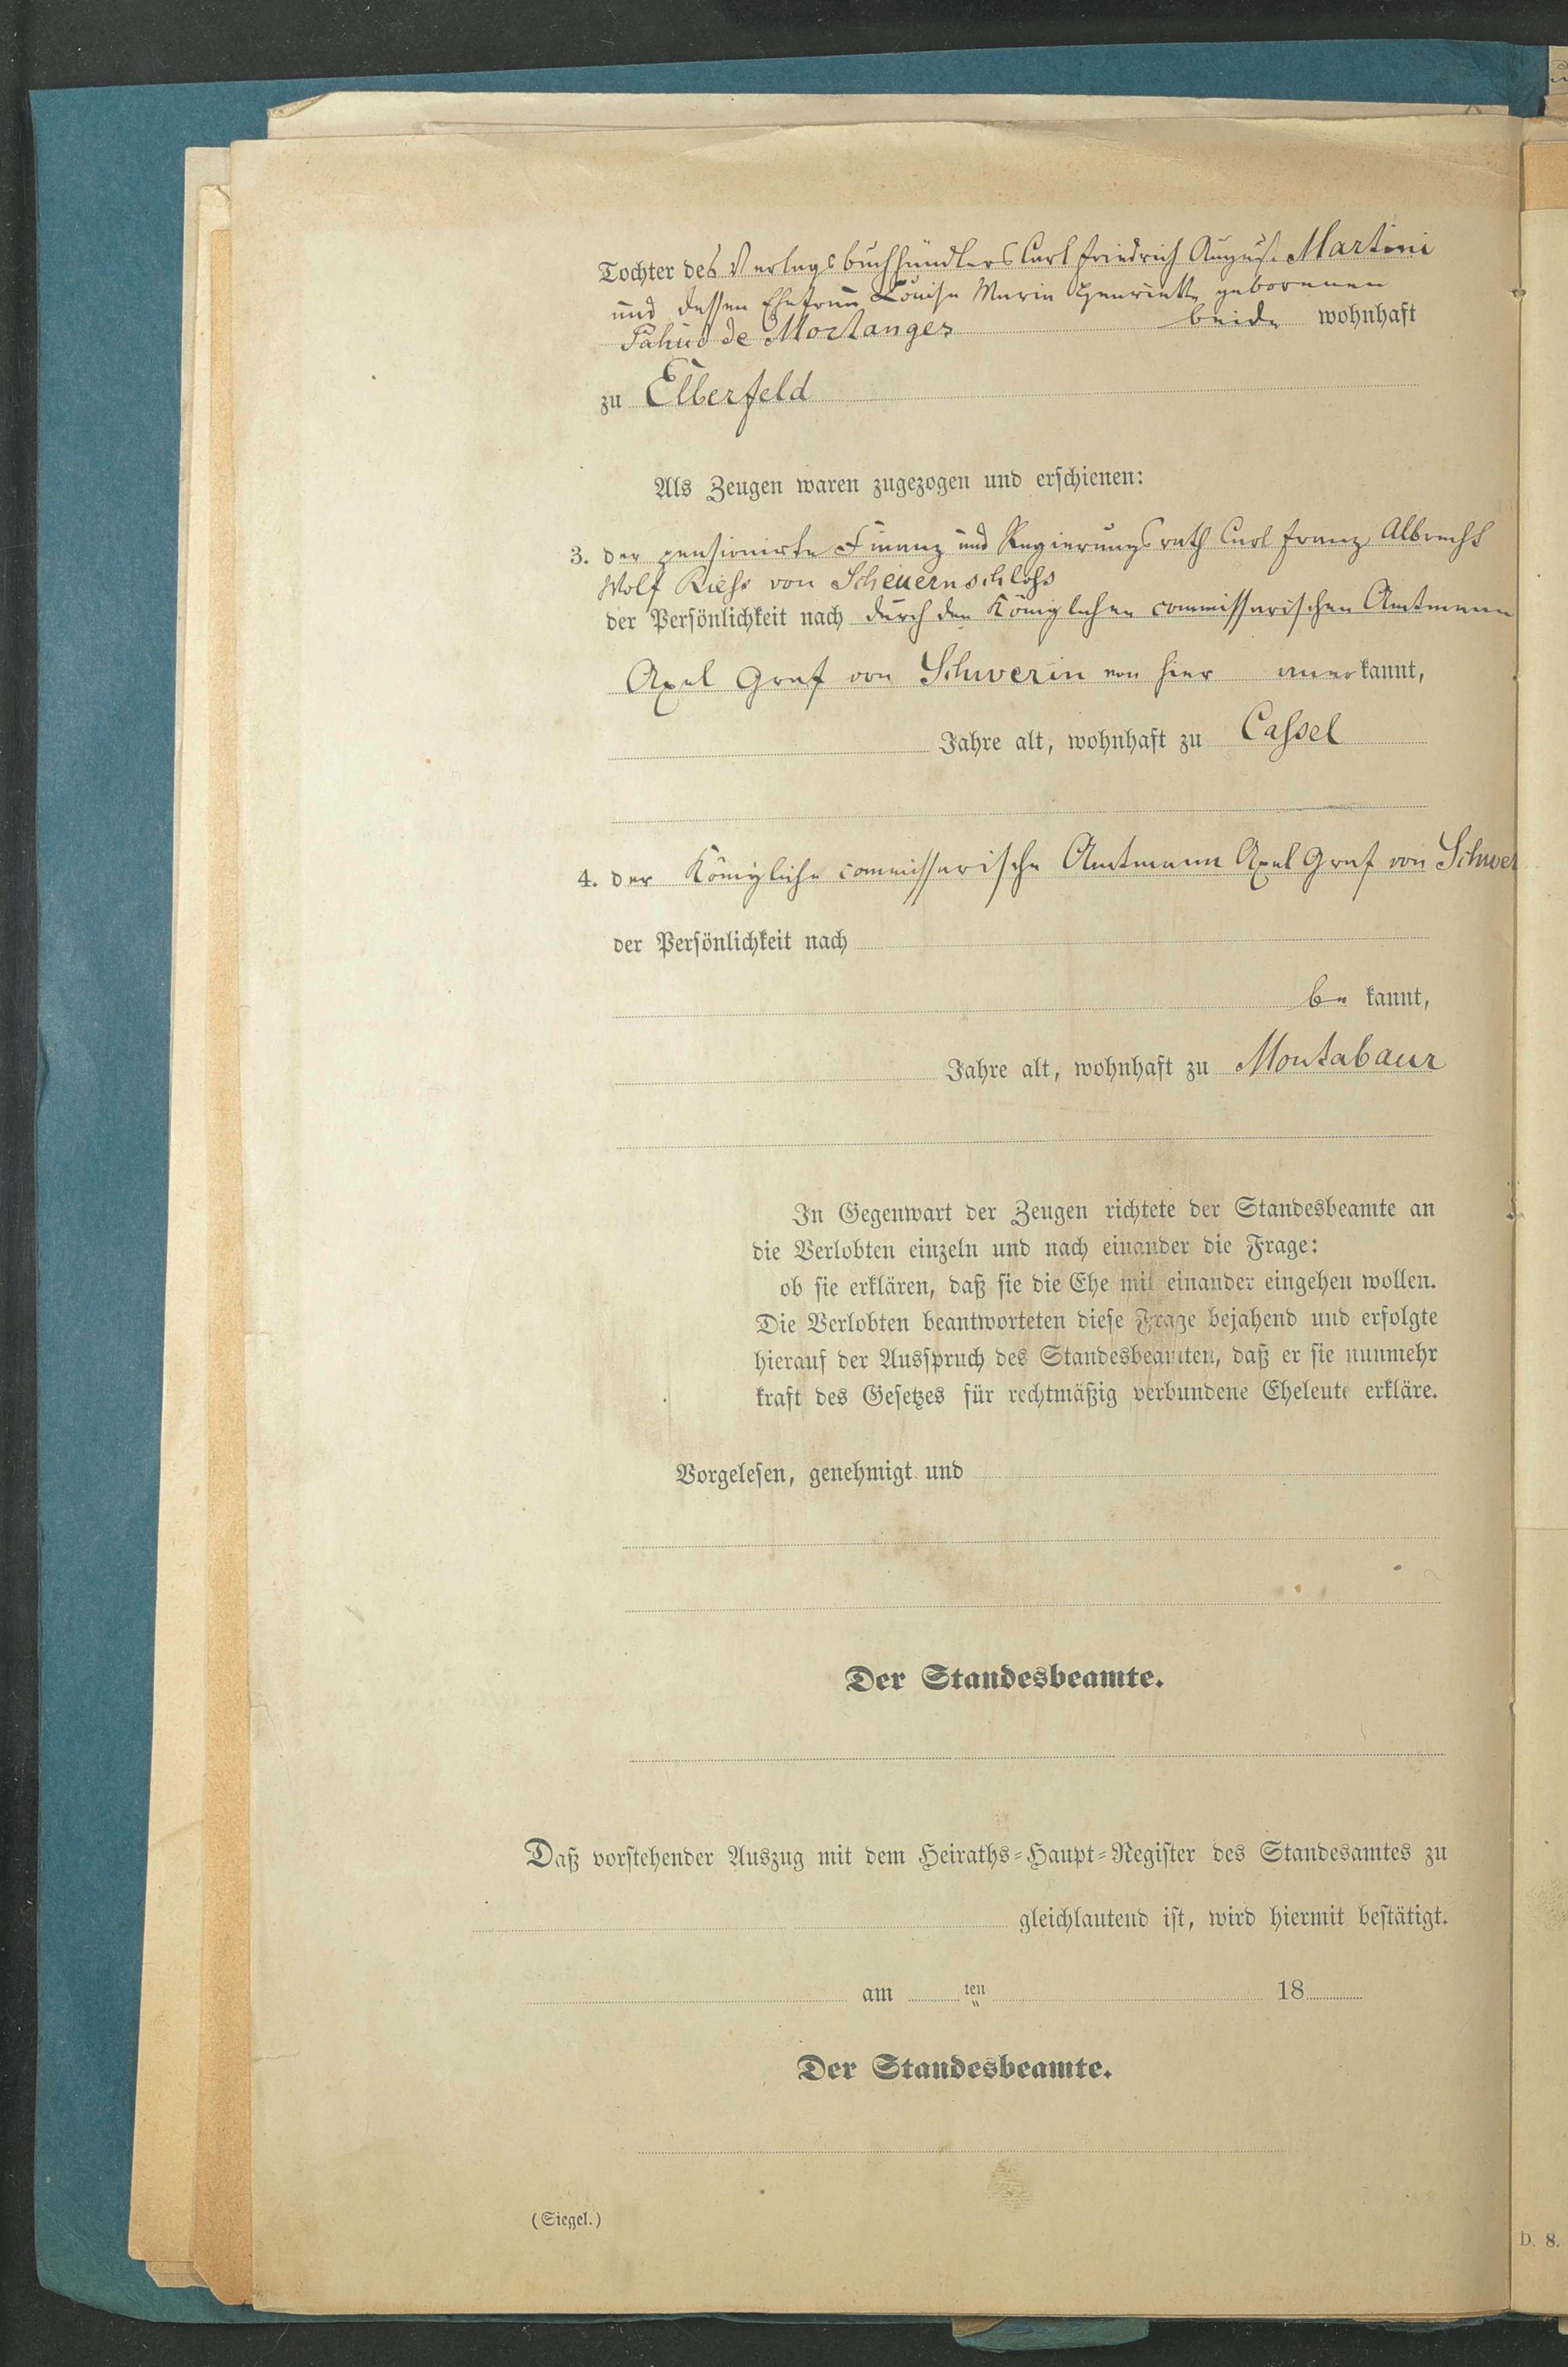 Tochter des Verlagsbuchhändlers Carl Friedrich August Martini
und dessen Ehefrau Louise Marie Henriette geborenen
Pahud de Mortanges beide wohnhaft
zu Elberfeld
Als Zeugen waren zugezogen und erschienen:
3. der pensionirte Finanz und Regierungsrath Carl Franz Albrecht
Wolf Riess von Scheuernschloss
der Persönlichkeit nach durch den Königlichen commissarischen Amtmann
Axel Graf von Schwerin von hier anerkannt,
Jahre alt, wohnhaft zu Cassel
4. der Königliche commissarische Amtmann Axel Graf von Schwer
der Persönlichkeit nach
be kannt,
Jahre alt, wohnhaft zu Montabaur
In Gegenwart der Zeugen richtete der Standesbeamte an
die Verlobten einzeln und nach einander die Frage:
ob sie erklären, daß sie die Ehe mit einander eingehen wollen.
Die Verlobten beantworteten diese Frage bejahend und erfolgte
hierauf der Ausspruch des Standesbeamten, daß er sie nunmehr
kraft des Gesetzes für rechtmäßig verbundene Eheleute erkläre.
Vorgelesen, genehmigt und
Der Standesbeamte.
Daß vorstehender Auszug mit dem Heiraths-Haupt-Register des Standesamtes zu
gleichlautend ist, wird hiermit bestätigt.
am ten 18
Der Standesbeamte.
(Siegel.)
D. 8.